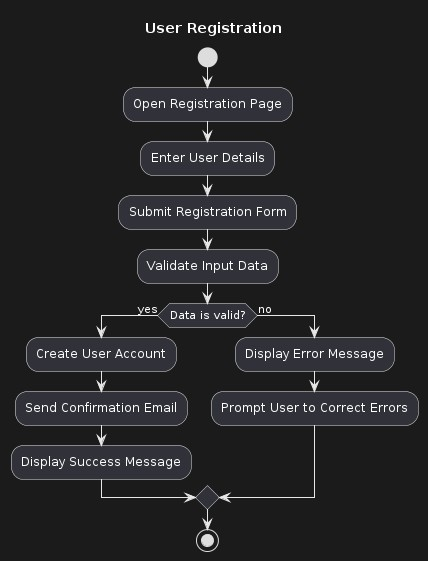 User Registration
Open Registration Page
Enter User Details
Submit Registration Form
Validate Input Data
yes
Data is valid?
no
Create User Account
Display Error Message
Send Confirmation Email
Prompt User to Correct Errors
Display Success Message